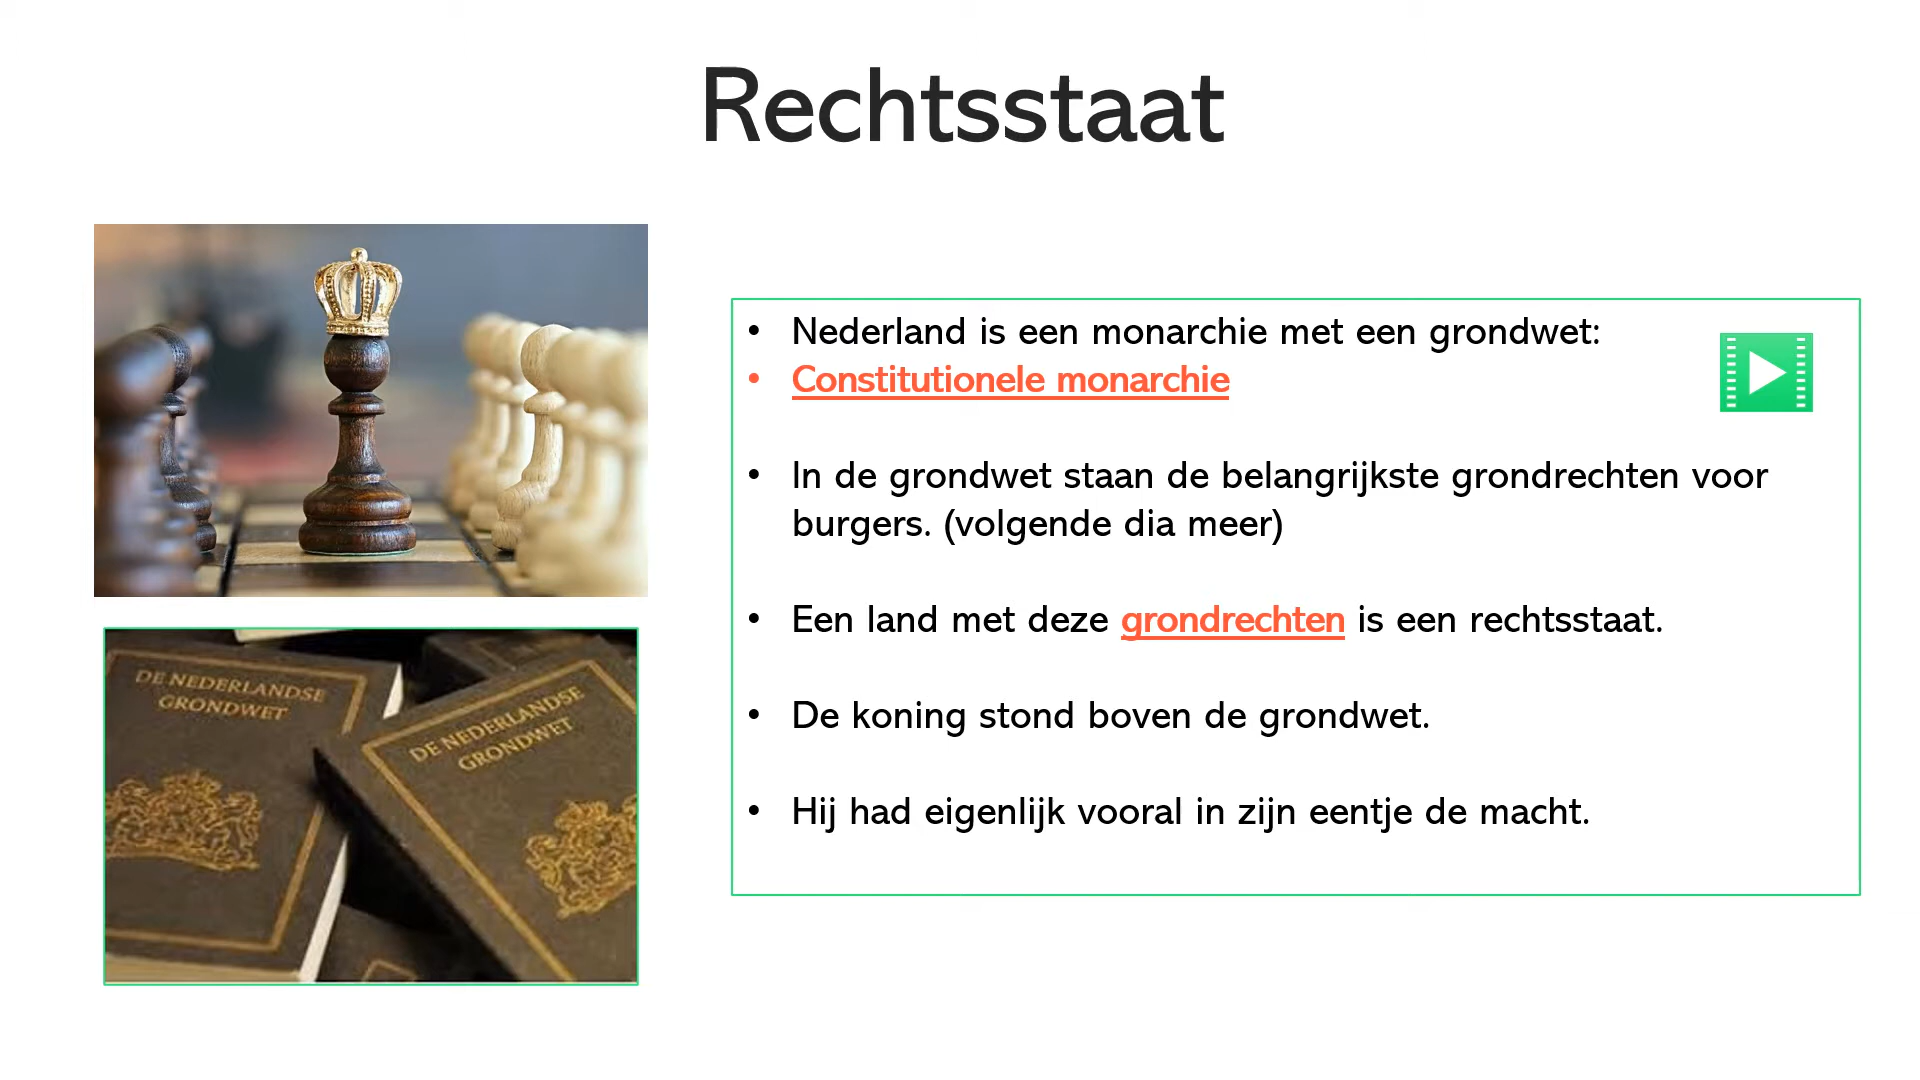 Rechtsstaat
• Nederland is een monarchie met een grondwet:
• Constitutionele monarchie
• In de grondwet staan de belangrijkste grondrechten voor
burgers. (volgende dia meer)
• Een land met deze grondrechten is een rechtsstaat.
• De koning stond boven de grondwet.
• Hij had eigenlijk vooral in zijn eentje de macht.
DE NEDERLANDSE
GRONDWET
DE NEDERLANDSE
GRONDWET